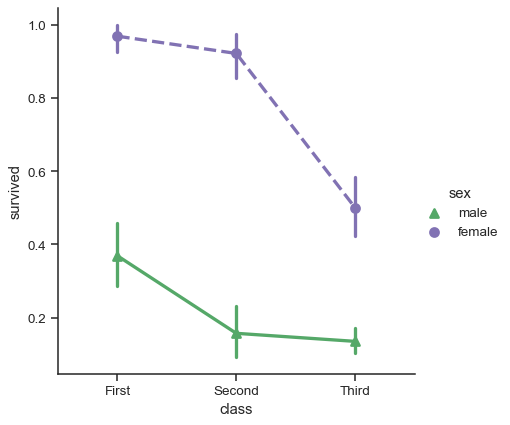 1.0
0.8
0.6
0.4
0.2
survived
First Second Third
class
sex
male
female